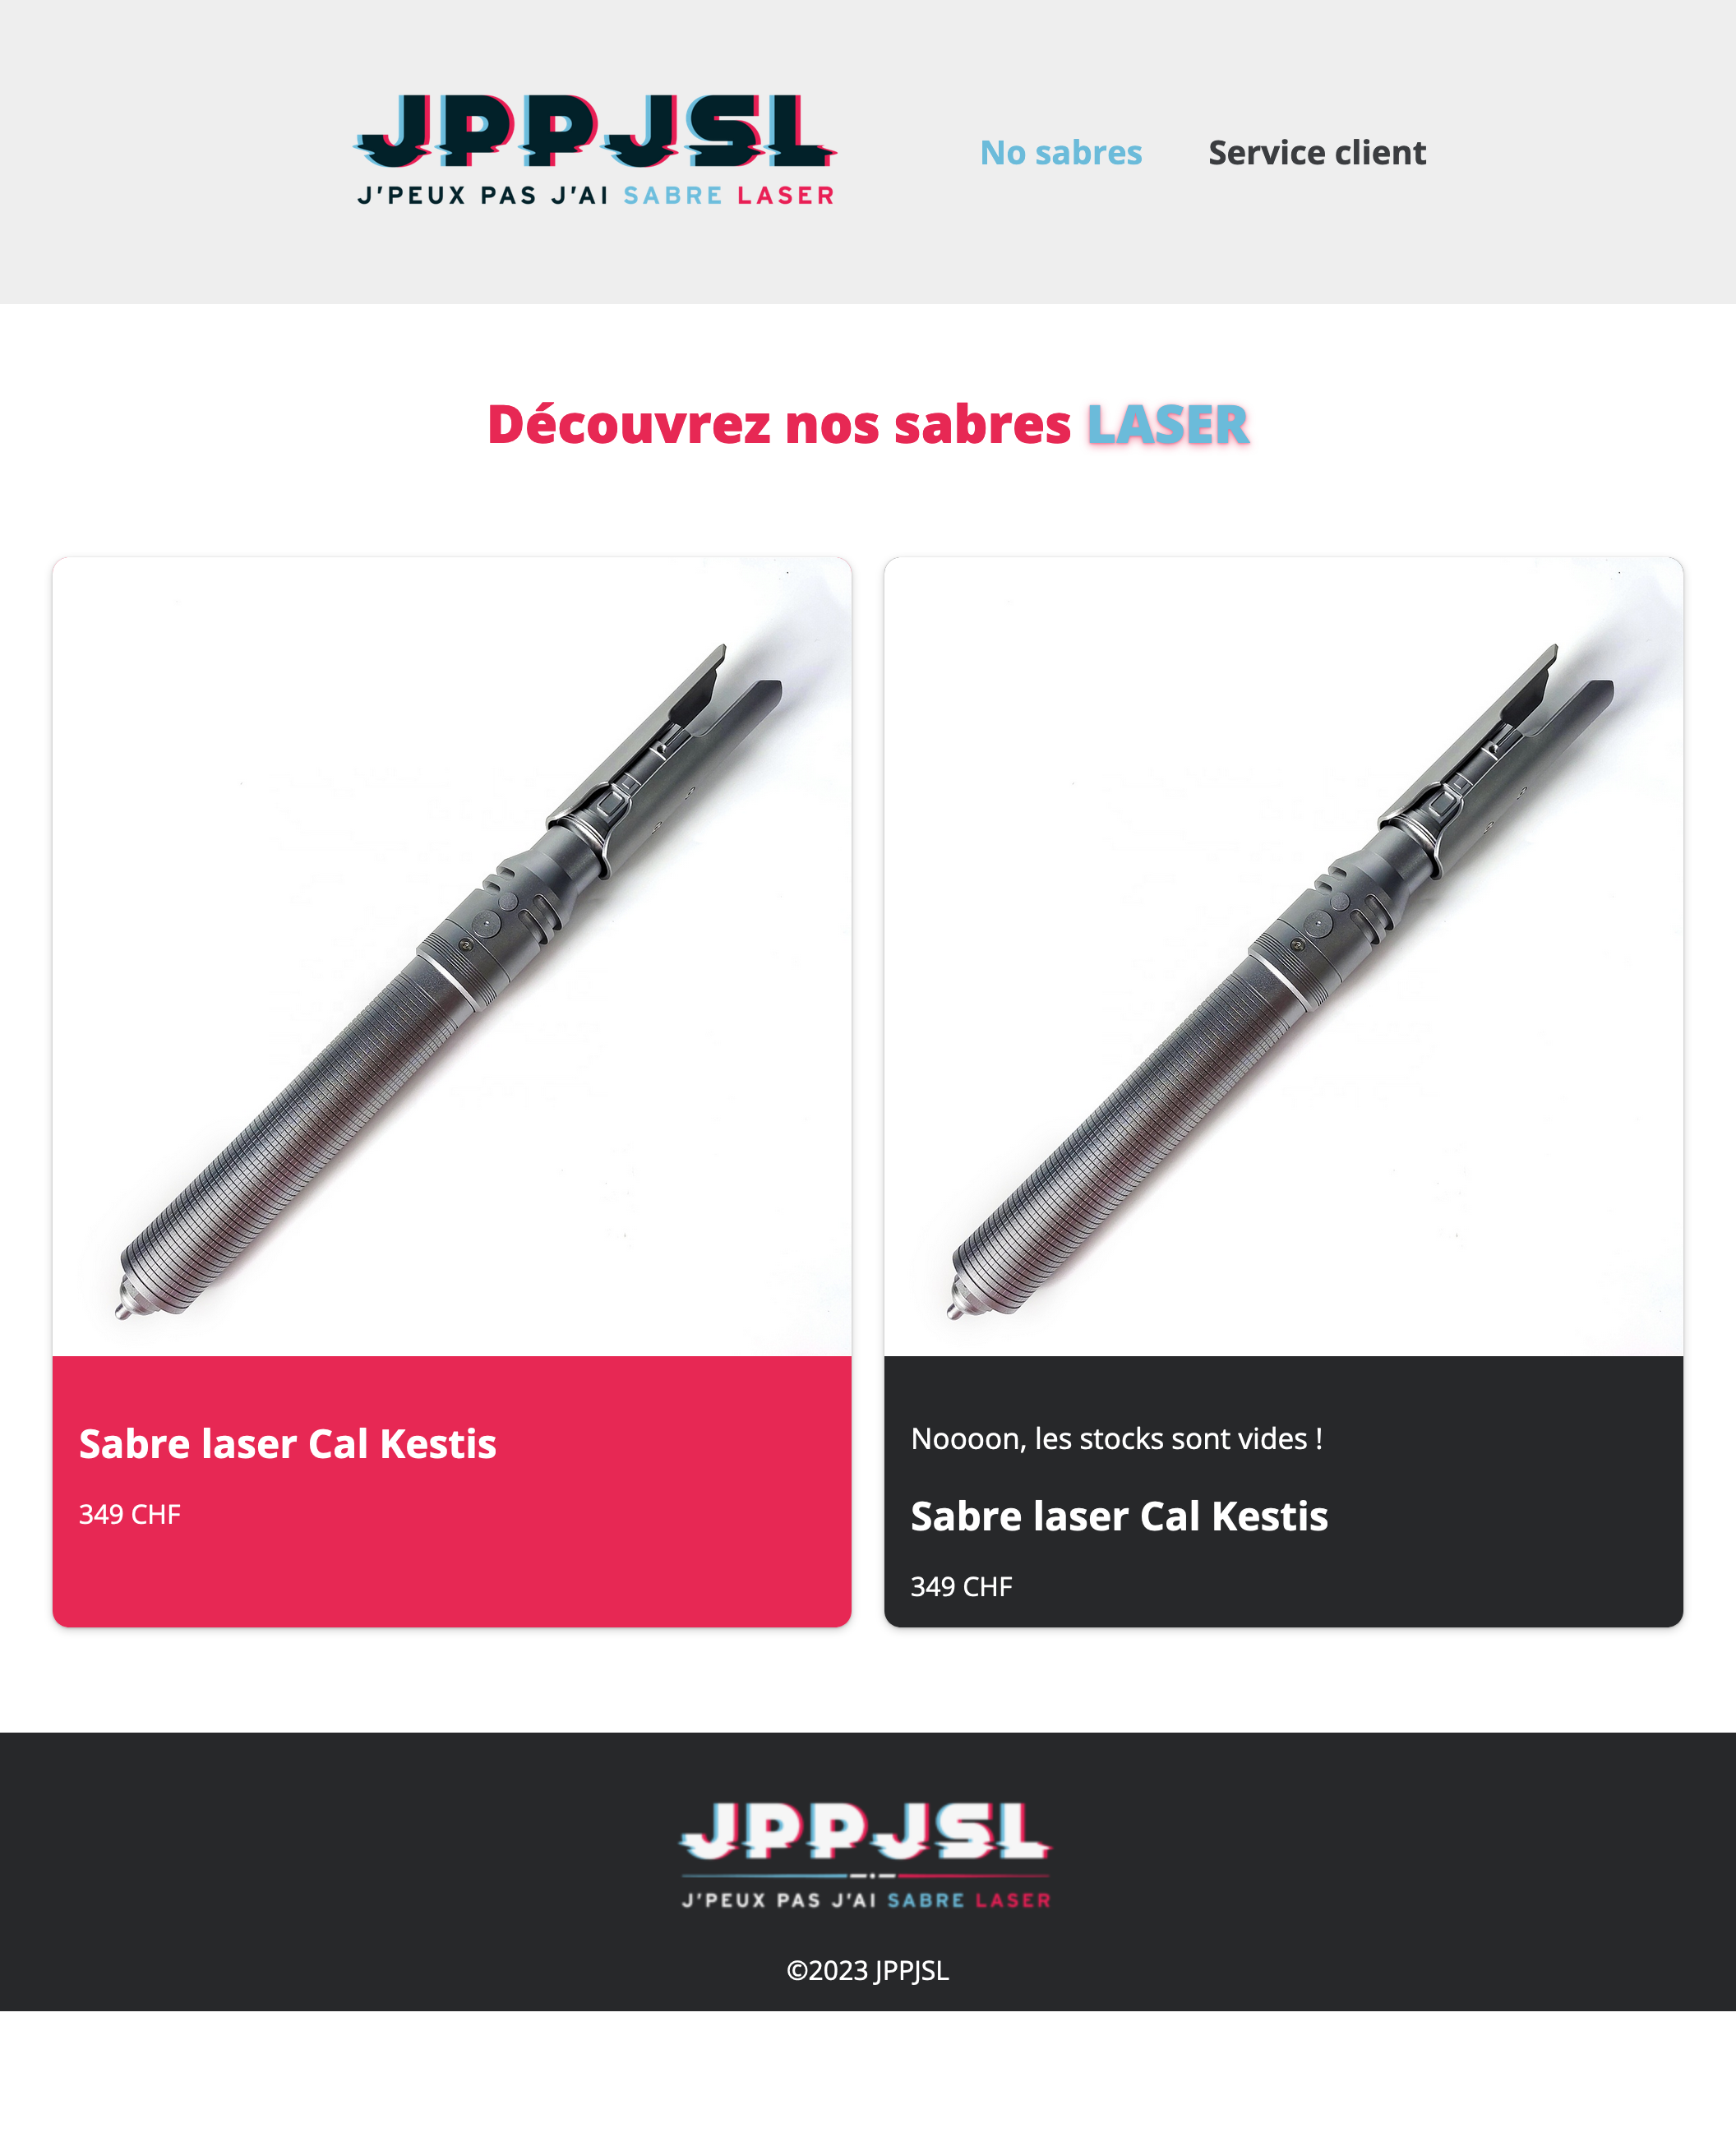 JPPJSL
J'PEUX PAS J'AI SABRE LASER
No sabres
Service client
Découvrez nos sabres LASER
Sabre laser Cal Kestis
349 CHF
Noooon, les stocks sont vides !
Sabre laser Cal Kestis
349 CHF
JPPJSL
J'PEUX PAS J'AI SABRE LASER
©2023 JPPJSL